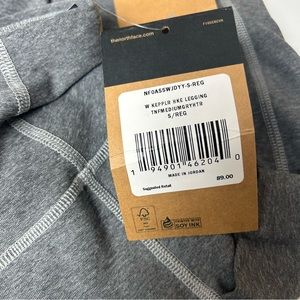 thenorthface.com
NF0A5SWJDYY-S-REG
W KEPPLR HKE LEGGING
TNFMEDIUMGRYHTR
S/REG
1 94901 46204 0
MADE IN JORDAN
Suggested Retail
89.00
FSC
PRINTED WITH
SOY INK